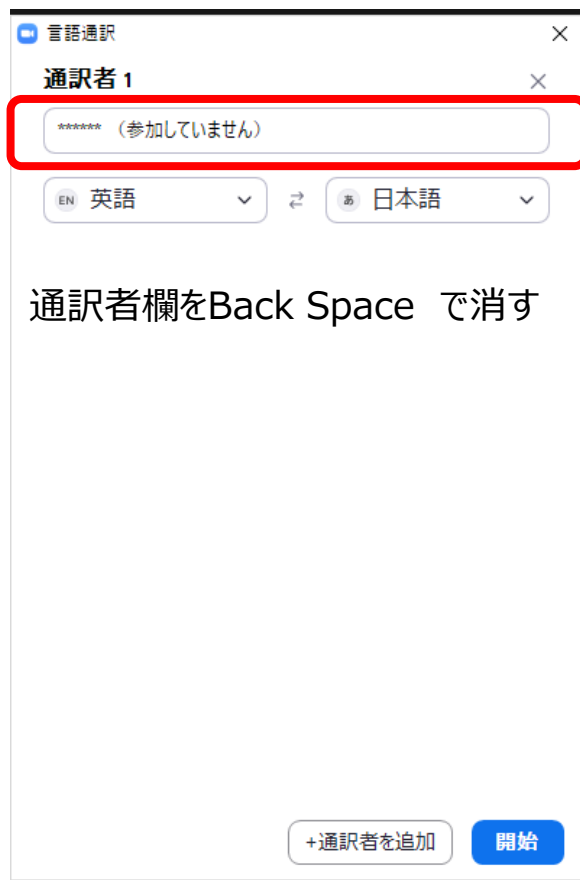 言語通訳
通訳者 1
****** （参加していません）
EN 英語 あ 日本語
通訳者欄をBack Space で消す
+通訳者を追加 開始